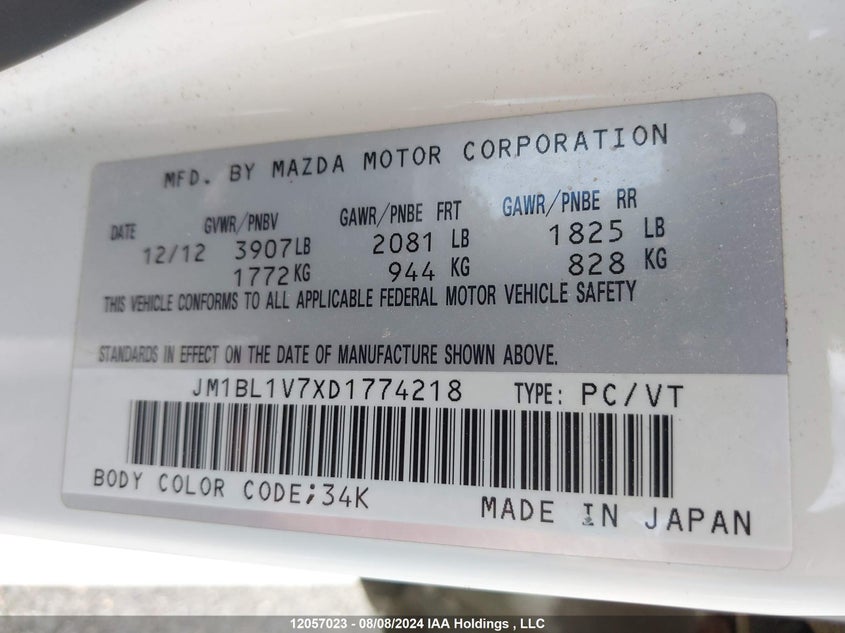 MFD. BY MAZDA MOTOR CORPORATION
DATE GVWR/PNBV GAWR/PNBE FRT GAWR/PNBE RR
12/12 3907LB 2081 LB 1825 LB
1772KG 944 KG 828 KG
THIS VEHICLE CONFORMS TO ALL APPLICABLE FEDERAL MOTOR VEHICLE SAFETY
STANDARDS IN EFFECT ON THE DATE OF MANUFACTURE SHOWN ABOVE.
JM1BL1V7XD1774218 TYPE: PC/VT
BODY COLOR CODE;34K MADE IN JAPAN
12057023 - 08/08/2024 IAA Holdings , LLC